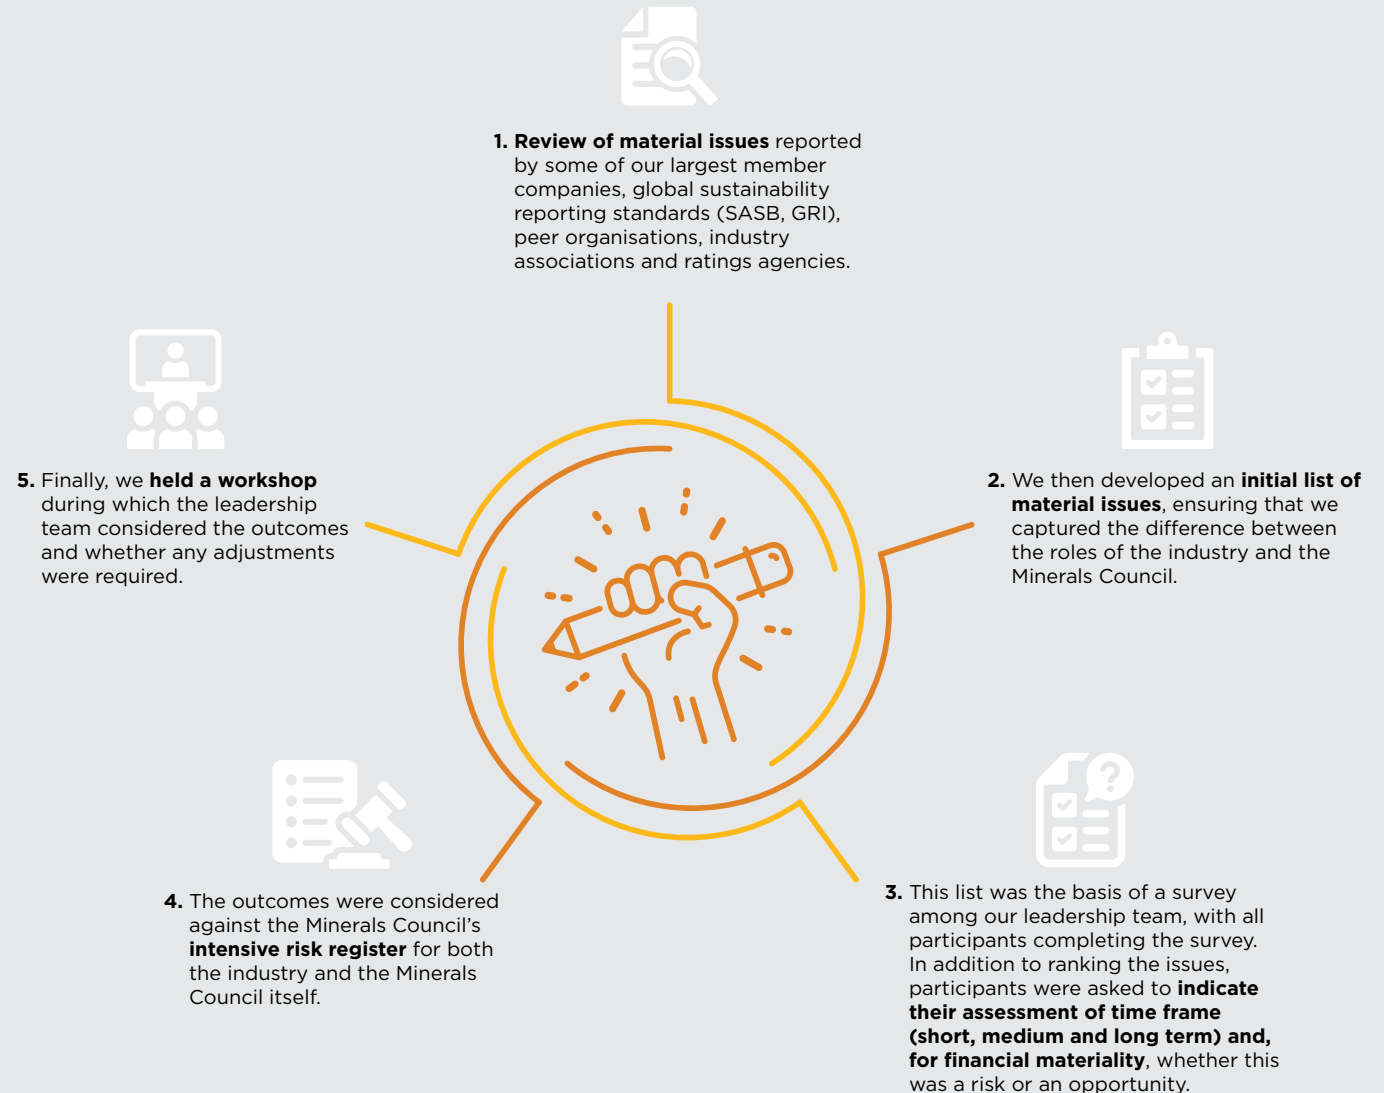 1. Review of material issues reported
by some of our largest member
companies, global sustainability
reporting standards (SASB, GRI),
peer organisations, industry
associations and ratings agencies.
2. We then developed an initial list of
material issues, ensuring that we
captured the difference between
the roles of the industry and the
Minerals Council.
3. This list was the basis of a survey
among our leadership team, with all
participants completing the survey.
In addition to ranking the issues,
participants were asked to indicate
their assessment of time frame
(short, medium and long term) and,
for financial materiality, whether this
was a risk or an opportunity.
4. The outcomes were considered
against the Minerals Council’s
intensive risk register for both
the industry and the Minerals
Council itself.
5. Finally, we held a workshop
during which the leadership
team considered the outcomes
and whether any adjustments
were required.